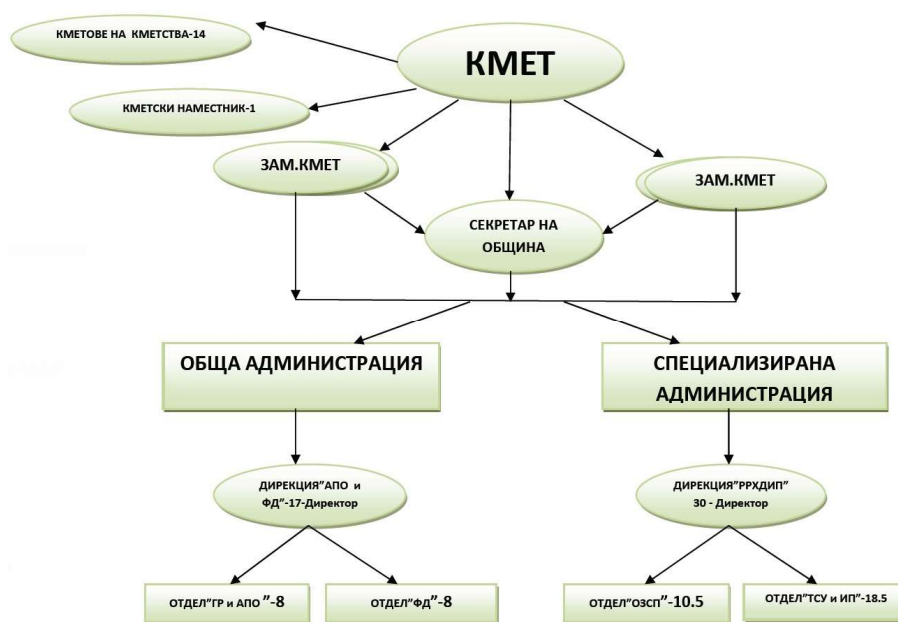 КМЕТОВЕ НА КМЕТСТВА-14
КМЕТ
КМЕТСКИ НАМЕСТНИК-1
ЗАМ.КМЕТ
ЗАМ.КМЕТ
СЕКРЕТАР НА
ОБЩИНА
ОБЩА АДМИНИСТРАЦИЯ
СПЕЦИАЛИЗИРАНА
АДМИНИСТРАЦИЯ
ДИРЕКЦИЯ"АПО и
ФД"-17-Директор
ДИРЕКЦИЯ"РРХДИП"
30 - Директор
ОТДЕЛ"ГР и АПО "-8
ОТДЕЛ"ФД"-8
ОТДЕЛ"ОЗСП"-10.5
ОТДЕЛ"ТСУ и ИП"-18.5